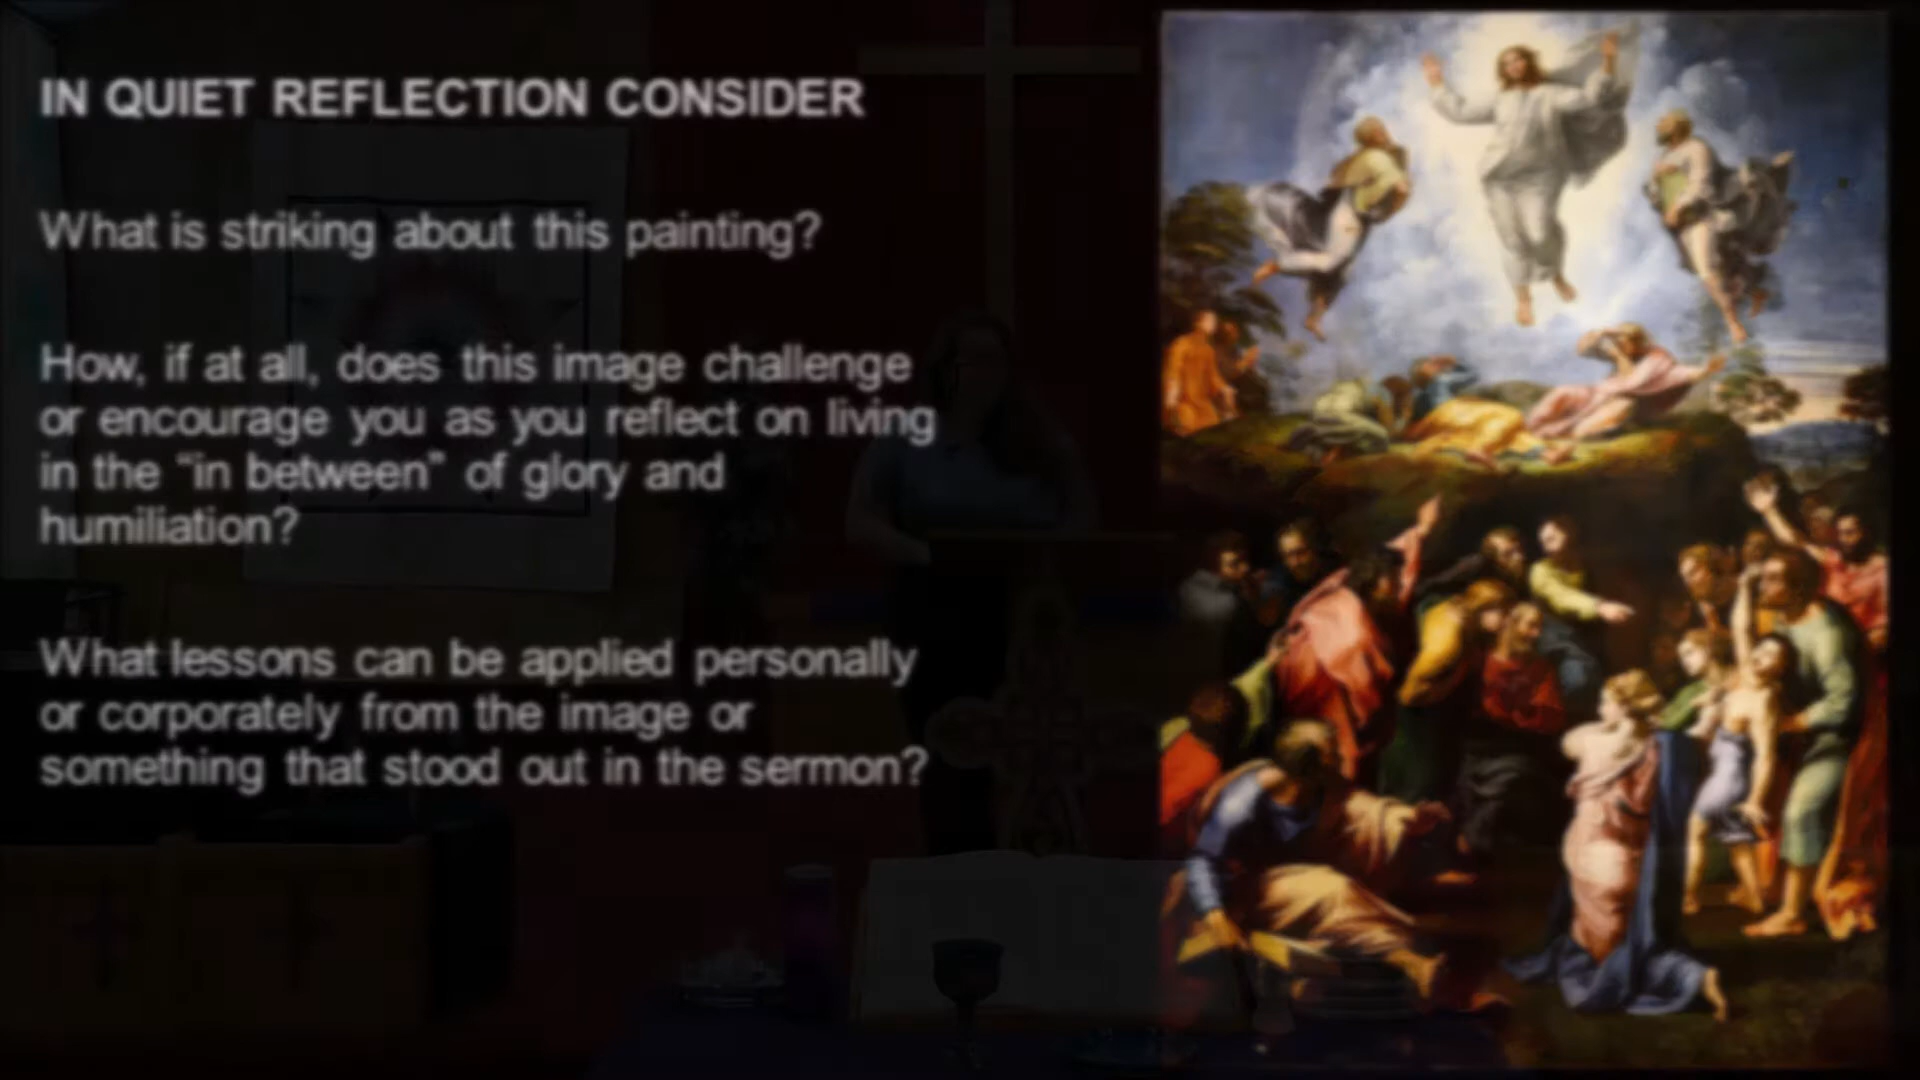 IN QUIET REFLECTION CONSIDER
What is striking about this painting?
How, if at all, does this image challenge
or encourage you as you reflect on living
in the “in between” of glory and
humiliation?
What lessons can be applied personally
or corporately from the image or
something that stood out in the sermon?